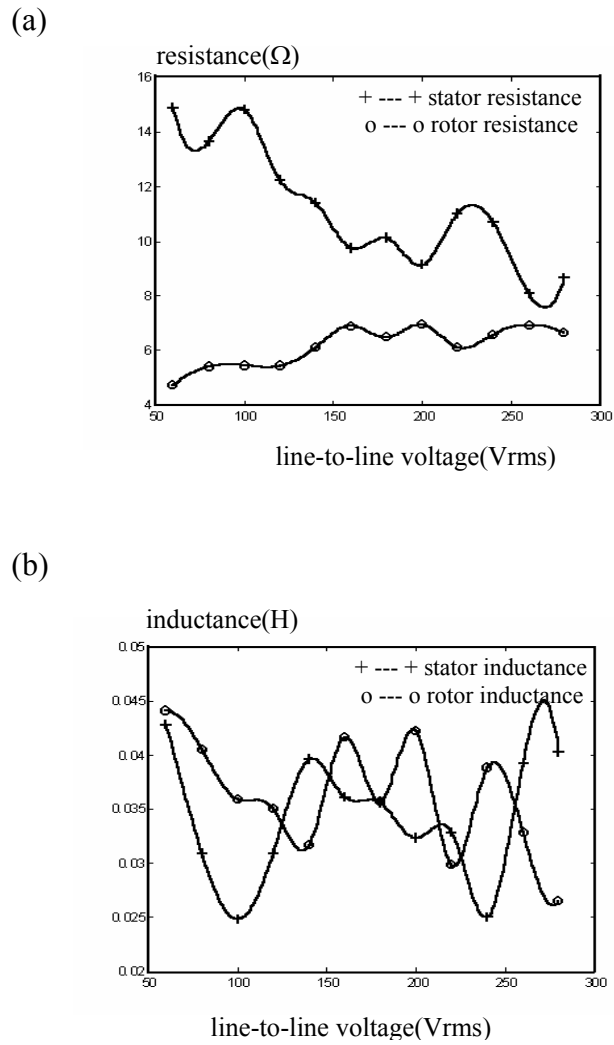 (a)
resistance(Ω)
16
+ --- + stator resistance
14
o --- o rotor resistance
12
10
8
6
4
50 100 150 200 250 300
line-to-line voltage(Vrms)
(b)
inductance(H)
0.05
+ --- + stator inductance
o --- o rotor inductance
0.045
0.04
0.035
0.03
0.025
0.02
50 100 150 200 250 300
line-to-line voltage(Vrms)